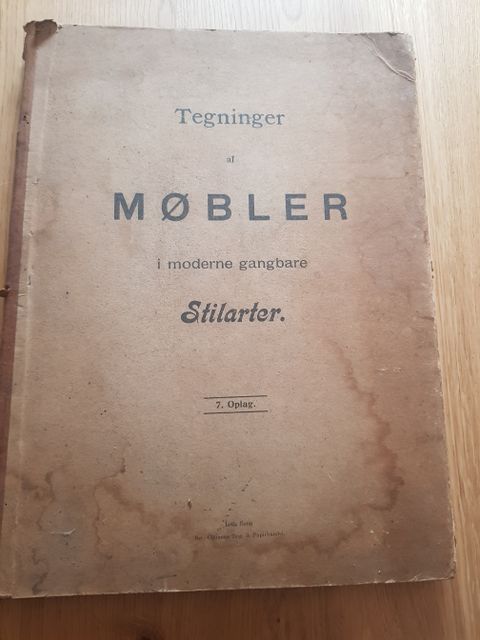 Tegninger
af
MØBLER
i moderne gangbare
Stilarter.
7. Oplag.